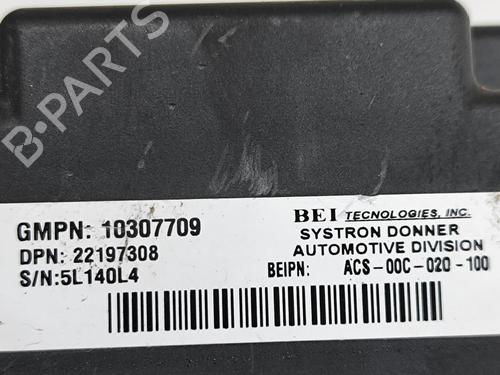 B-PARTS
GMPN: 10307709
DPN: 22197308
S/N:5L140L4
BEI TECNOLOGIES, INC.
SYSTRON DONNER
AUTOMOTIVE DIVISION
BEIPN: ACS-00C-020-100